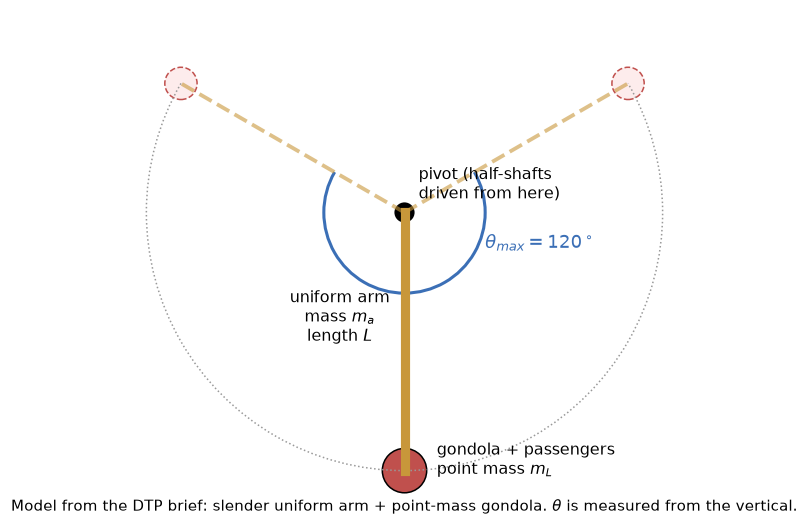 pivot (half-shafts
driven from here)
θmax = 120°
uniform arm
mass ma
length L
gondola + passengers
point mass mL
Model from the DTP brief: slender uniform arm + point-mass gondola. θ is measured from the vertical.